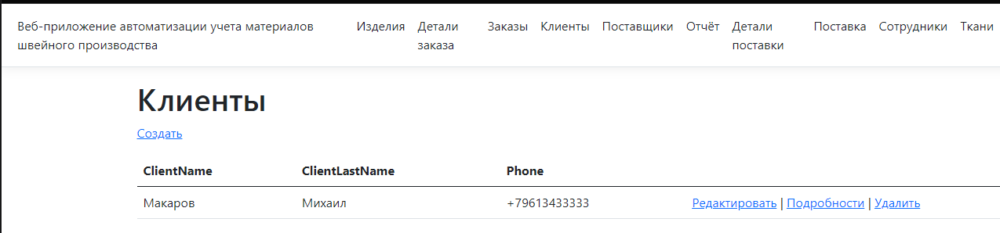 Веб-приложение автоматизации учета материалов швейного производства
Изделия
Детали заказа
Заказы
Клиенты
Поставщики
Отчёт
Детали поставки
Поставка
Сотрудники
Ткани
Клиенты
Создать
ClientName ClientLastName Phone
Макаров Михаил +79613433333 Редактировать | Подробности | Удалить